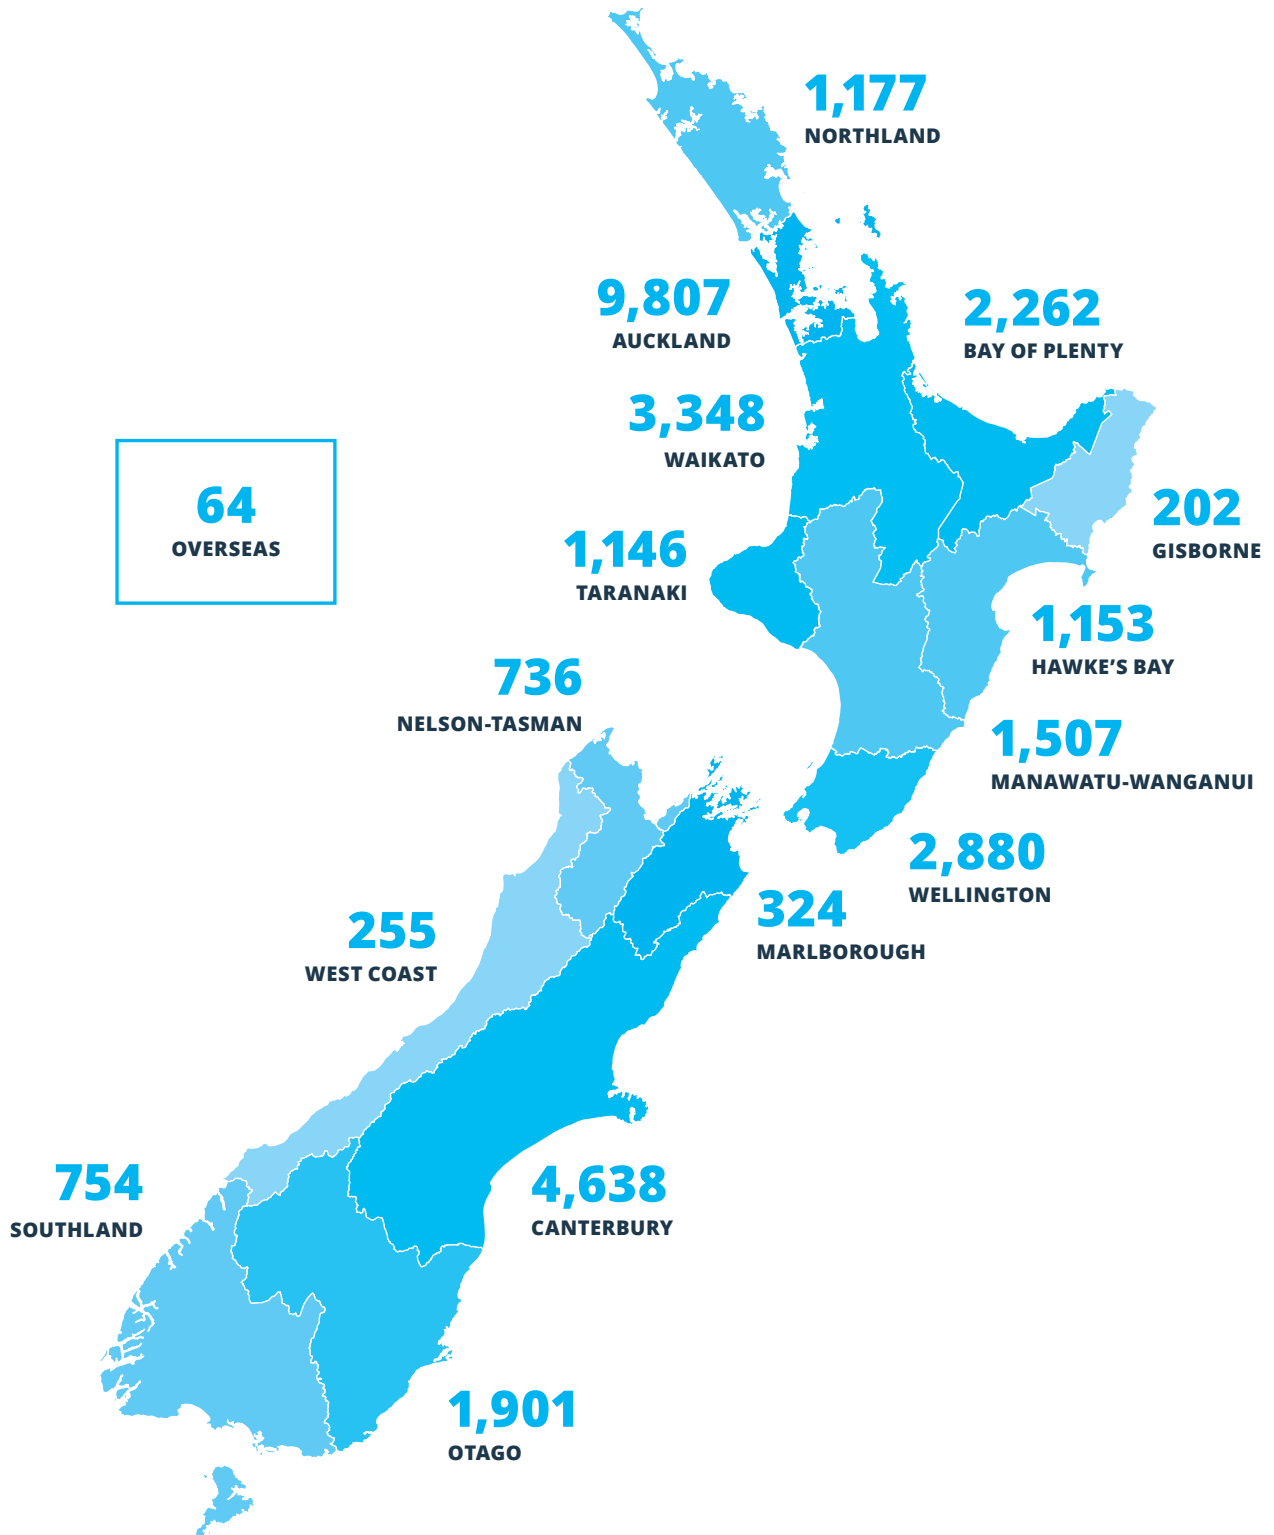 1,177
NORTHLAND
9,807
AUCKLAND
2,262
BAY OF PLENTY
3,348
WAIKATO
64
OVERSEAS
202
GISBORNE
1,146
TARANAKI
1,153
HAWKE’S BAY
736
NELSON-TASMAN
1,507
MANAWATU-WANGANUI
2,880
WELLINGTON
324
MARLBOROUGH
255
WEST COAST
754
SOUTHLAND
4,638
CANTERBURY
1,901
OTAGO